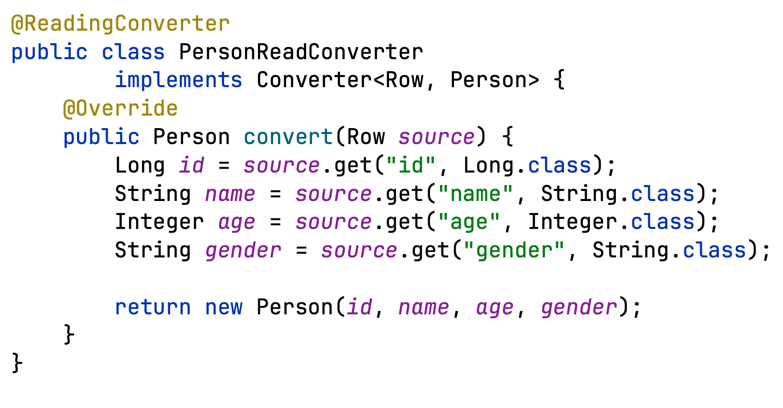 @ReadingConverter
public class PersonReadConverter
        implements Converter<Row, Person> {
    @Override
    public Person convert(Row source) {
        Long id = source.get("id", Long.class);
        String name = source.get("name", String.class);
        Integer age = source.get("age", Integer.class);
        String gender = source.get("gender", String.class);

        return new Person(id, name, age, gender);
    }
}